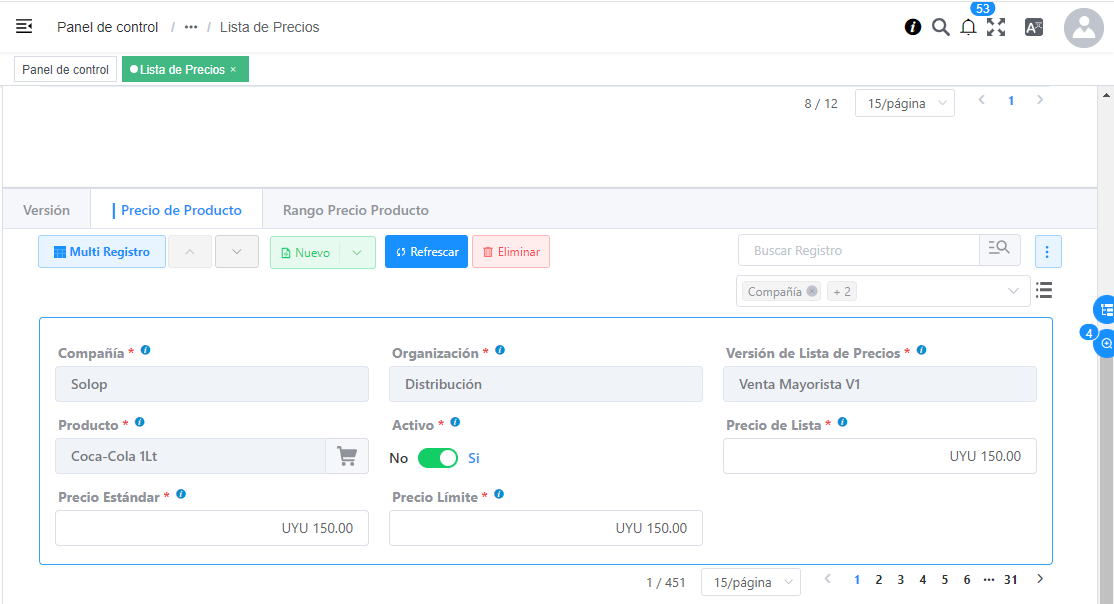 Panel de control / ••• / Lista de Precios
53
Panel de control
Lista de Precios ×
8 / 12 15/página 1
Versión Precio de Producto Rango Precio Producto
Multi Registro Nuevo Refrescar Eliminar Buscar Registro
Compañía + 2
4
Compañía * Organización * Versión de Lista de Precios *
Solop Distribución Venta Mayorista V1
Producto * Activo * Precio de Lista *
Coca-Cola 1Lt No Si UYU 150.00
Precio Estándar * Precio Límite *
UYU 150.00 UYU 150.00
1 / 451 15/página 1 2 3 4 5 6 ••• 31